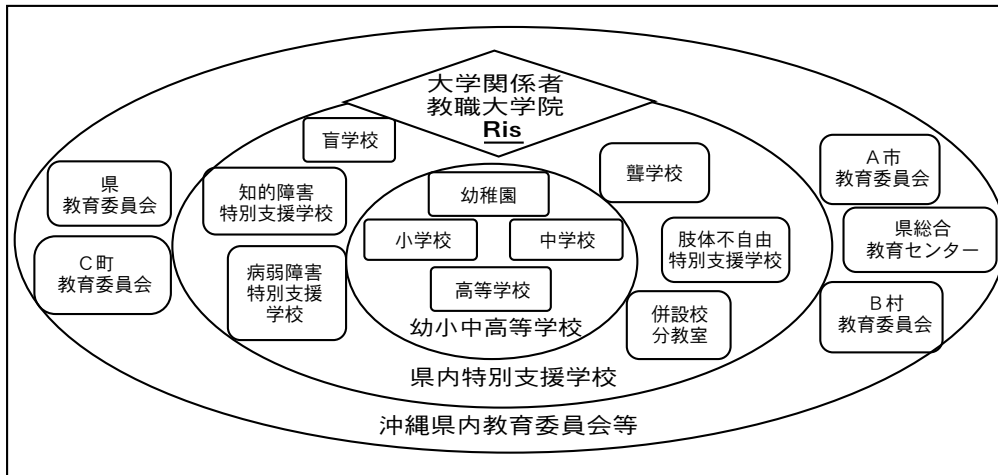 大学関係者
教職大学院
Ris
盲学校
聾学校
A市
教育委員会
県
教育委員会
知的障害
特別支援学校
幼稚園
小学校
中学校
肢体不自由
特別支援学校
県総合
教育センター
C町
教育委員会
病弱障害
特別支援
学校
高等学校
併設校
分教室
B村
教育委員会
幼小中高等学校
県内特別支援学校
沖縄県内教育委員会等